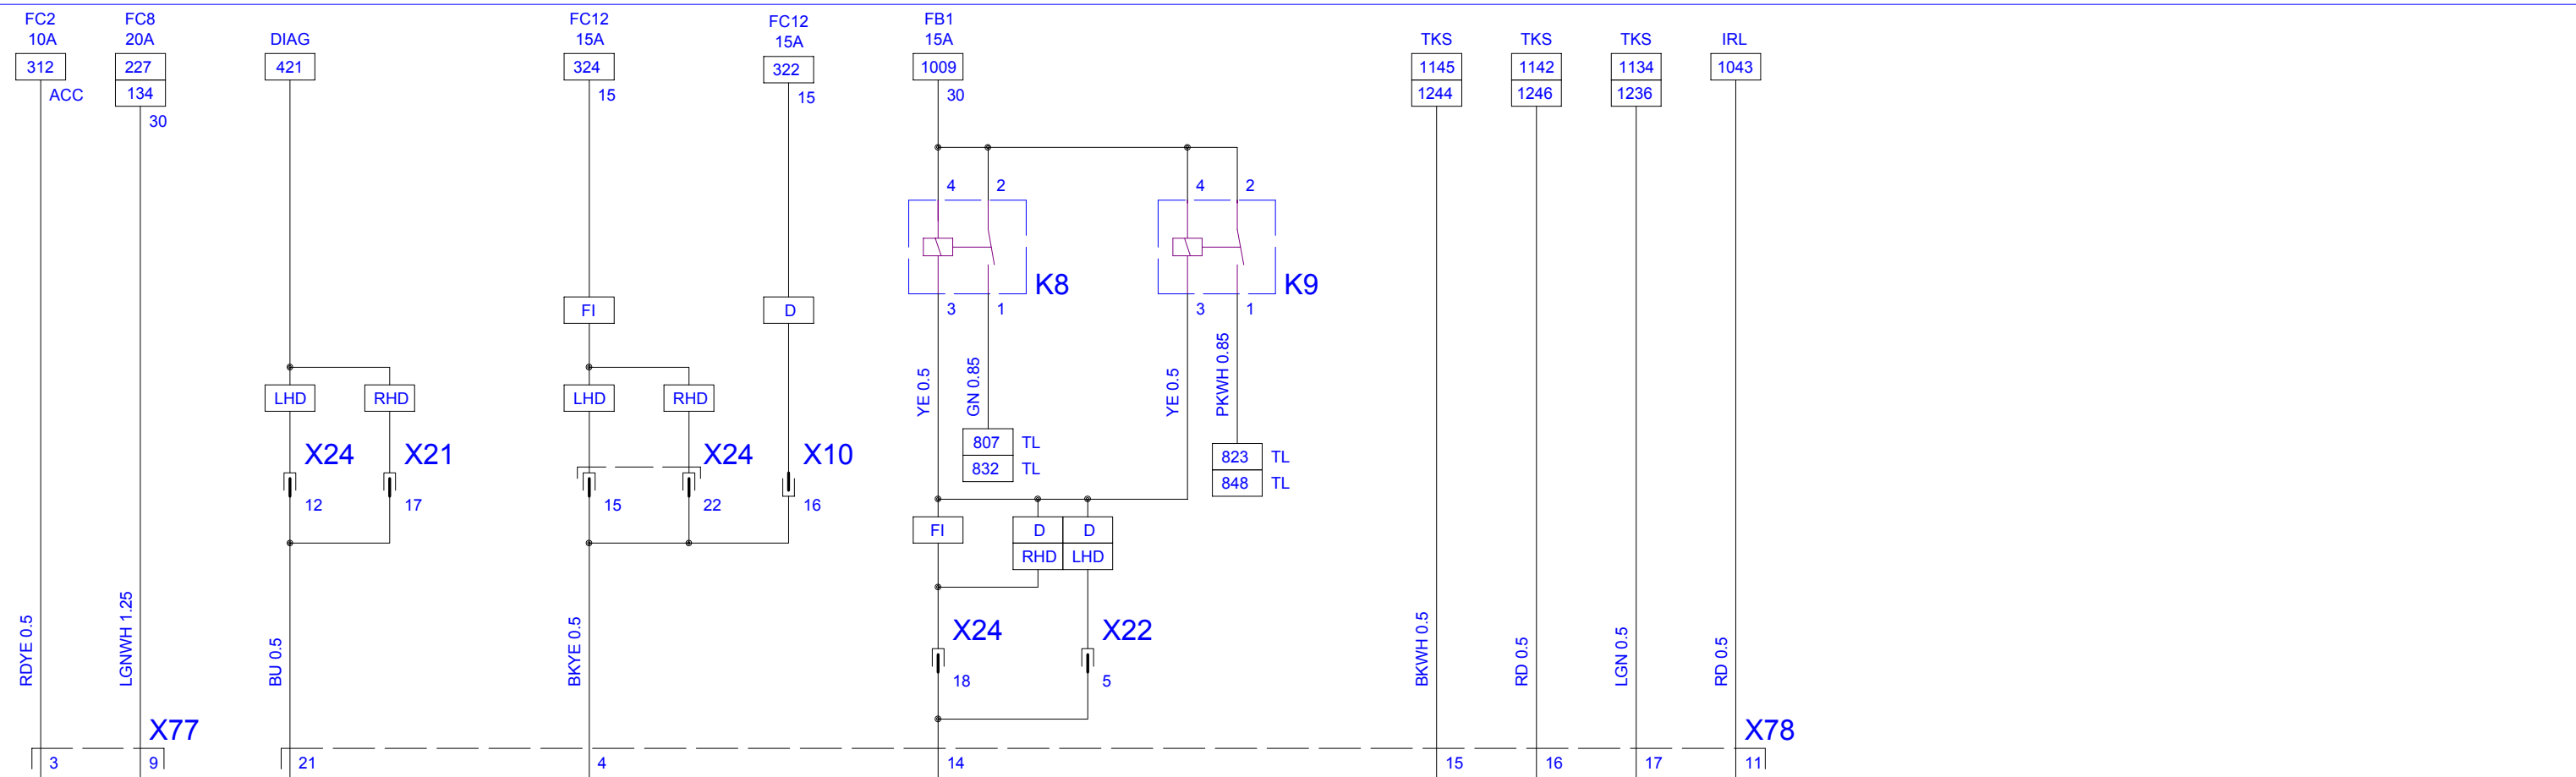 FC2 FC8 FC12 FC12 FB1
10A 20A DIAG 15A 15A 15A TKS TKS TKS IRL
312 227 421 324 322 1009 1145 1142 1134 1043
ACC 134 15 15 30 1244 1246 1236
30
4 2 4 2
K8 K9
FI D 3 1 3 1
YE 0.5 GN 0.85 YE 0.5 PKWH 0.85
LHD RHD LHD RHD
X24 X21 X24 X10 807 TL 823 TL
832 TL 848 TL
12 17 15 22 16
FI D D
RHD LHD
RDYE 0.5 LGNWH 1.25 BU 0.5 BKYE 0.5 X24 X22 BKWH 0.5 RD 0.5 LGN 0.5 RD 0.5
18 5
X77 X78
3 9 21 4 14 15 16 17 11